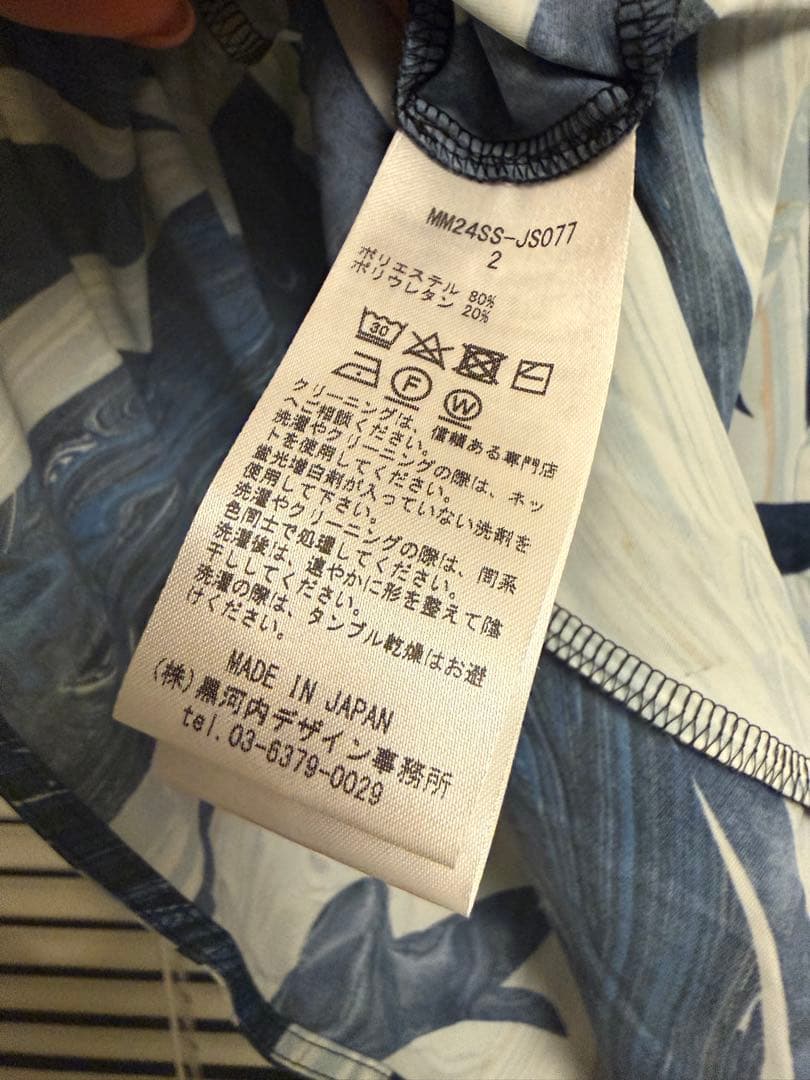 MM24SS-JS077
2
ポリエステル 80%
ポリウレタン 20%
30
F W
クリーニングは、信頼ある専門店
へご相談ください。
洗濯やクリーニングの際は、ネッ
トを使用してください。
蛍光増白剤が入っていない洗剤を
使用して下さい。
洗濯やクリーニングの際は、同系
色同士で処理してください。
洗濯後は、速やかに形を整えて陰
干ししてください。
洗濯の際は、タンブル乾燥はお避
けください。
MADE IN JAPAN
(株)黒河内デザイン事務所
tel.03-6379-0029